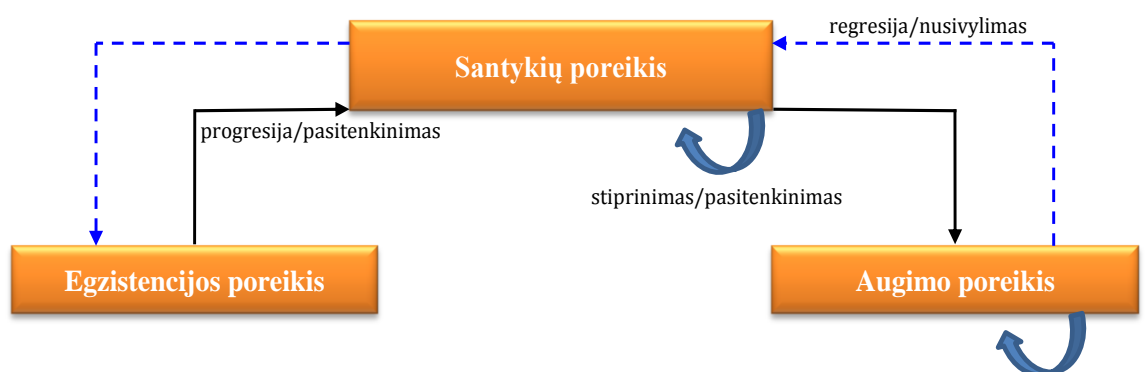 regresija/nusivylimas
Santykių poreikis
progresija/pasitenkinimas
stiprinimas/pasitenkinimas
Egzistencijos poreikis
Augimo poreikis